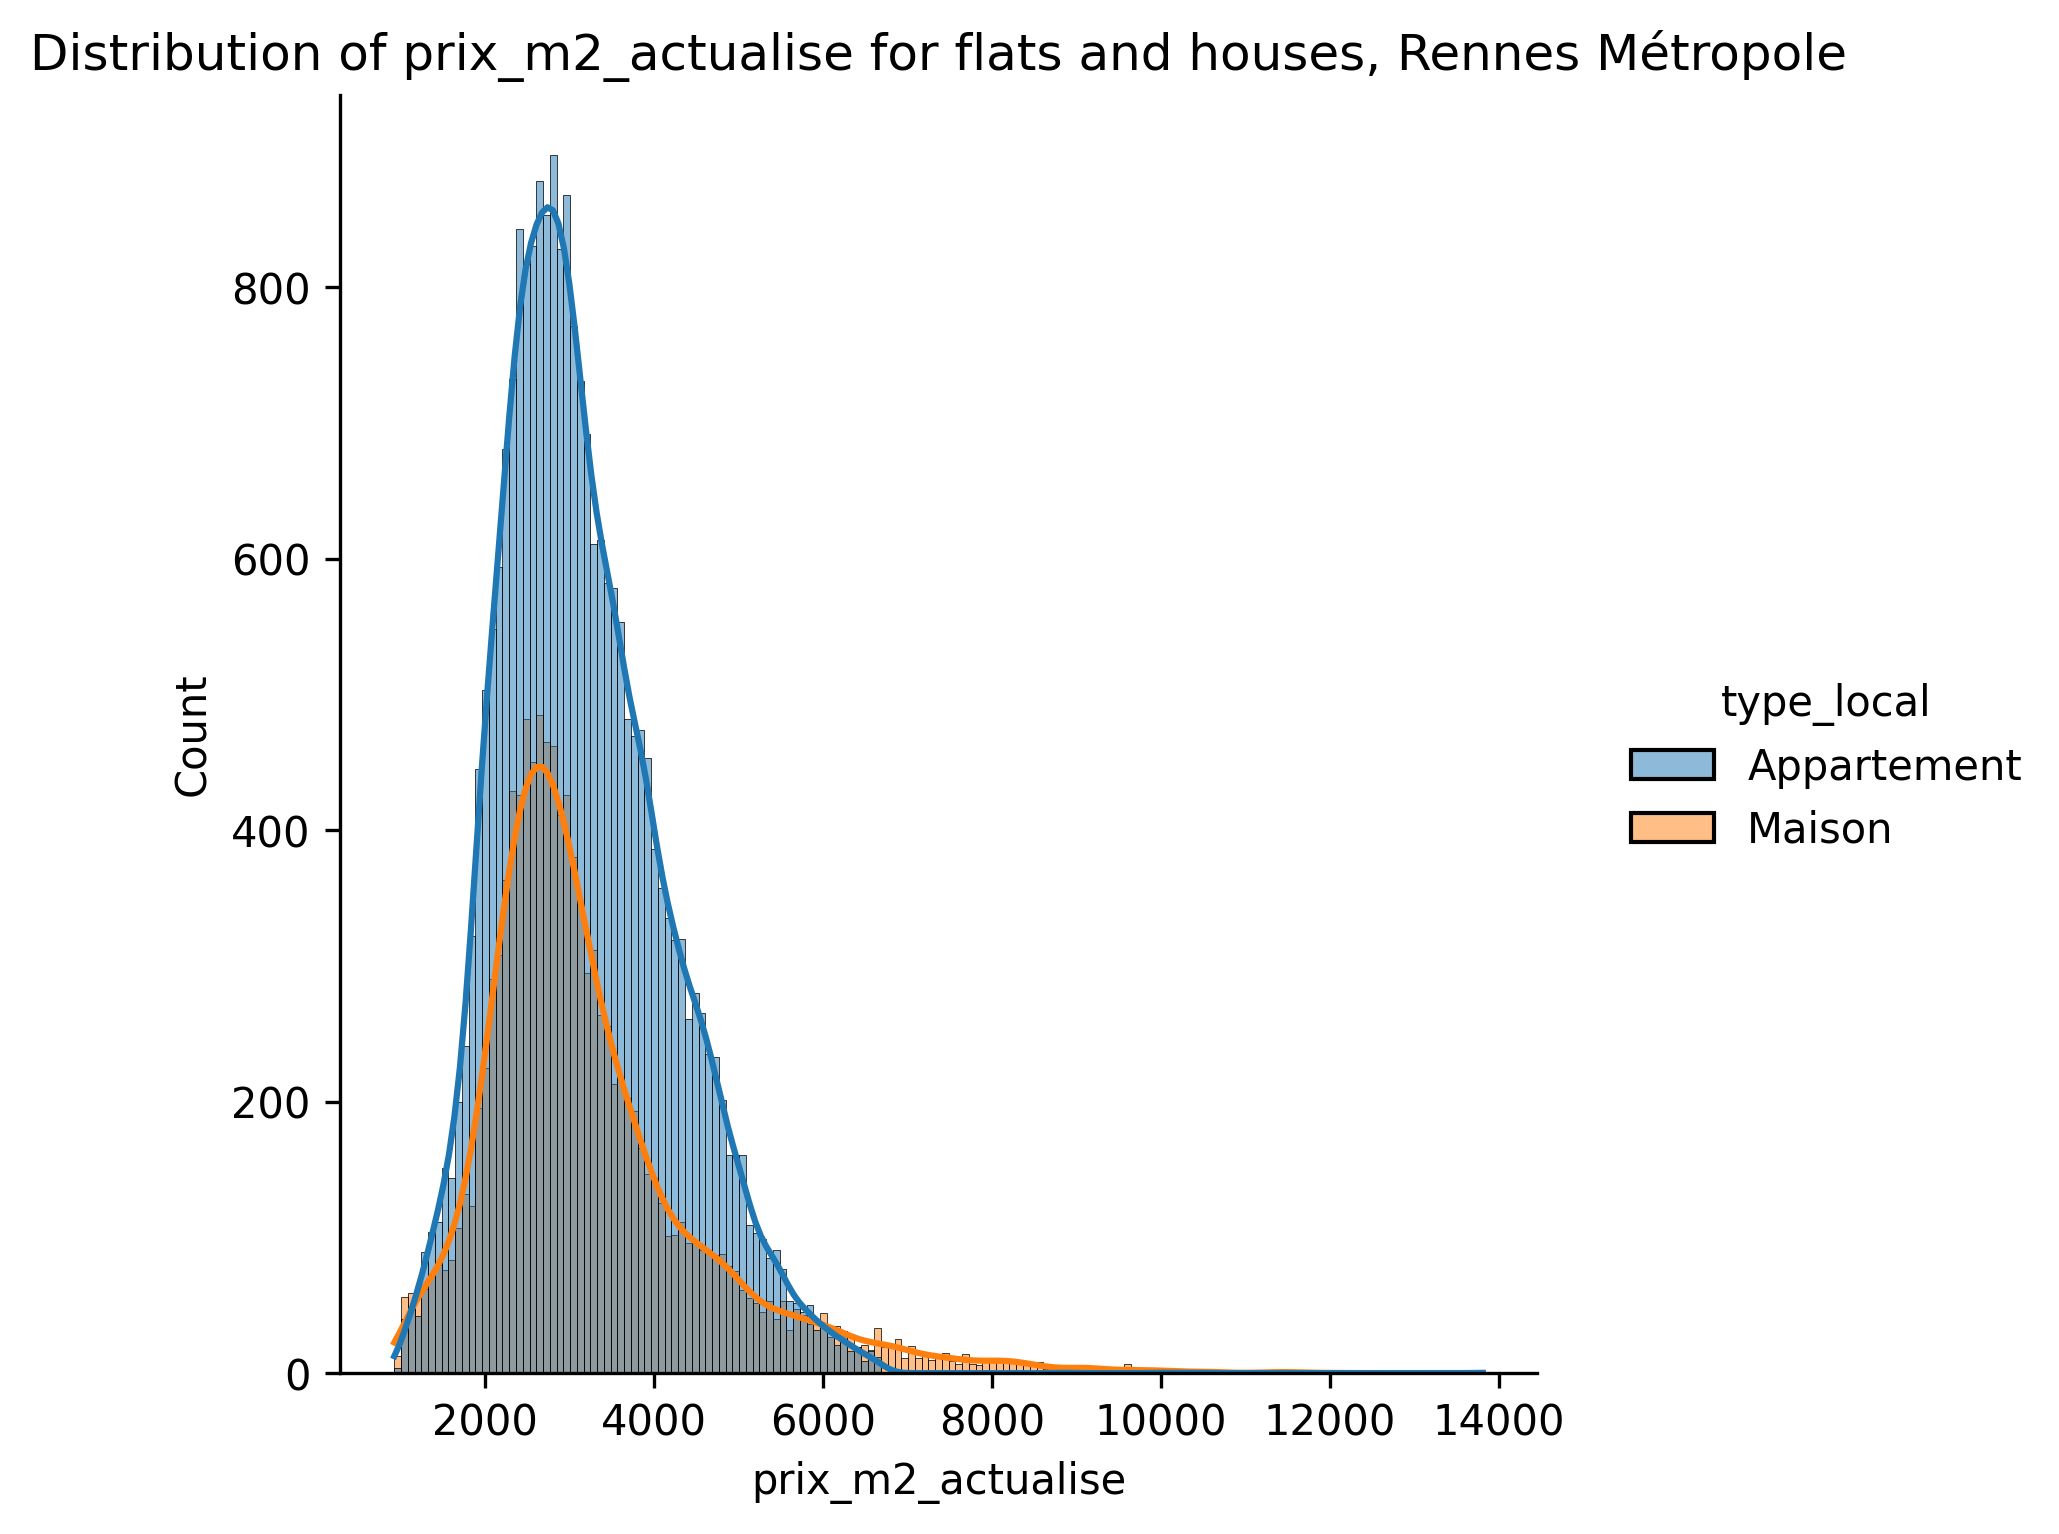 Distribution of prix_m2_actualise for flats and houses, Rennes Métropole
Count
800
600
400
200
0
2000 4000 6000 8000 10000 12000 14000
prix_m2_actualise
type_local
Appartement
Maison